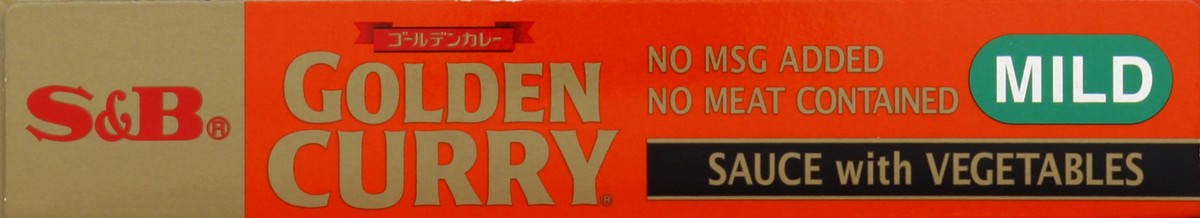 S&B®
ゴールデンカレー
GOLDEN
CURRY®
NO MSG ADDED
NO MEAT CONTAINED
MILD
SAUCE with VEGETABLES